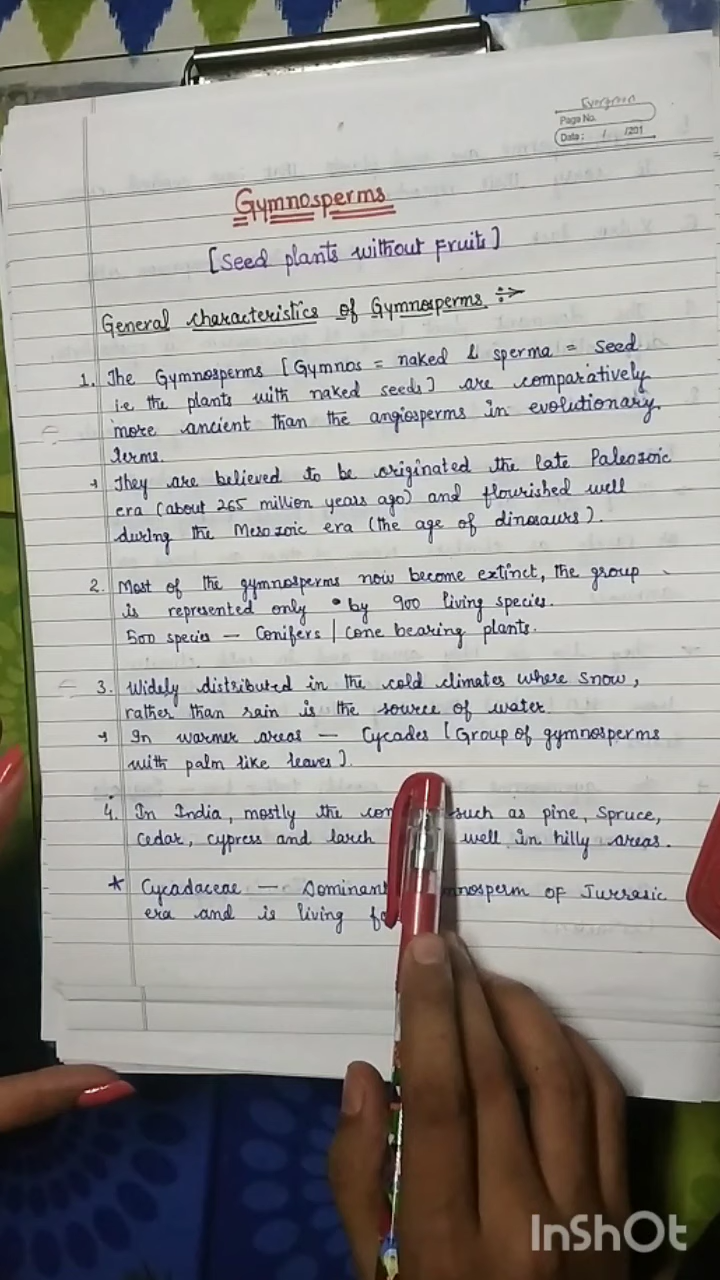 Evergreen
Page No.
Date : / /201
Gymnosperms
[Seed plants without Fruits]
General characteristics of Gymnosperms :->
1. The Gymnosperms [Gymnos = naked & sperma = seed
i.e the plants with naked seeds] are comparatively
more ancient than the angiosperms in evolutionary
terms.
→ They are believed to be originated the late Paleozoic
era (about 265 million years ago) and flourished well
during the Mesozoic era (the age of dinosaurs).
2. Most of the gymnosperms now become extinct, the group
is represented only by 900 living species.
500 species — Conifers | cone bearing plants.
3. Widely distributed in the cold climates where snow,
rather than rain is the source of water.
→ In warmer areas — Cycades [Group of gymnosperms
with palm like leaves].
4. In India, mostly the such as pine, Spruce,
Cedar, cypress and larch well in hilly areas.
* Cycadaceae — Dominant of Jurrasic
era and is living
InShOt